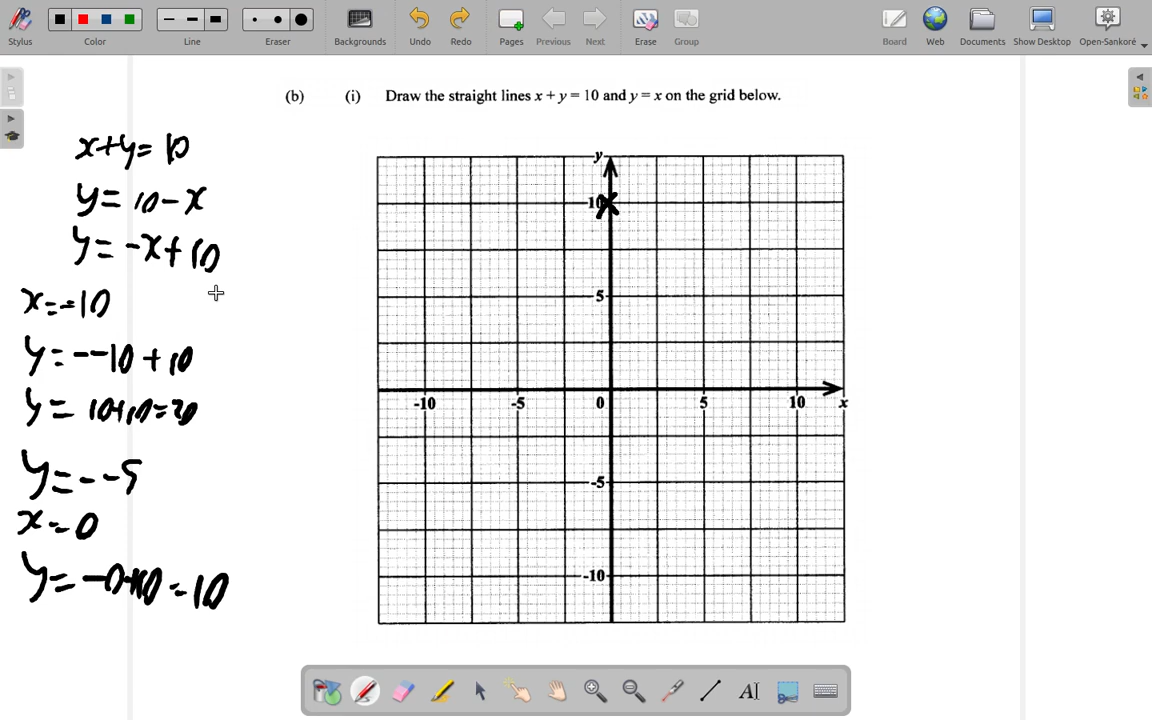 Stylus
Color
Line
Eraser
Backgrounds
Undo
Redo
Pages
Previous
Next
Erase
Group
Board
Web
Documents
Show Desktop
Open-Sankoré
(b) (i) Draw the straight lines x + y = 10 and y = x on the grid below.
x+y= 10
y= 10-x
y= -x+10
x=-10
y=--10+10
y= 10+10=20
y=--5
x=0
y=-0+10=10
y
10
5
-10 -5 0 5 10 x
-5
-10